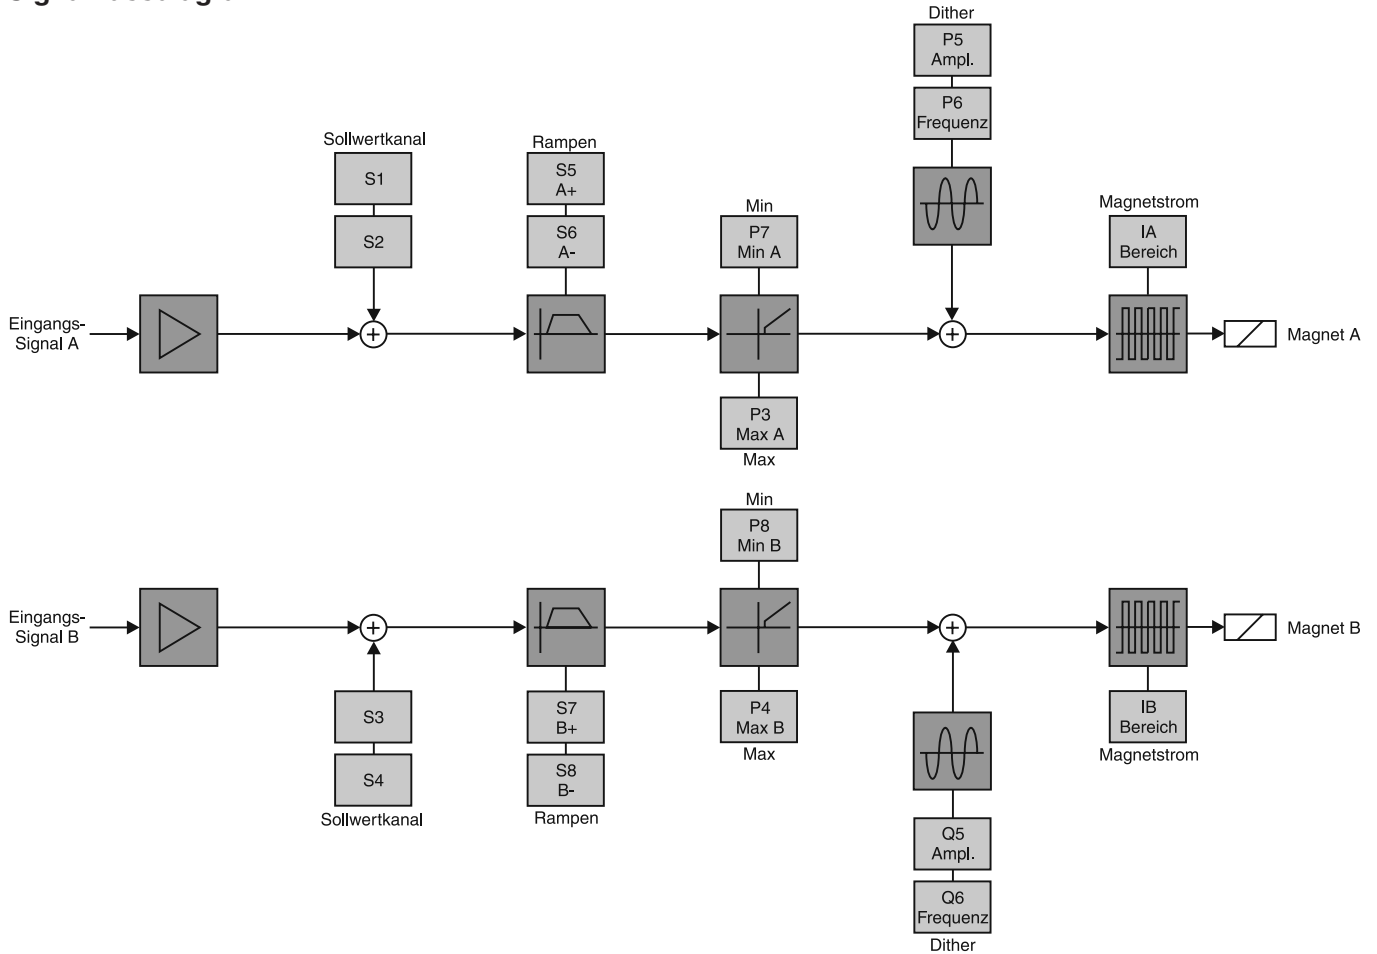 Dither
P5
Ampl.
P6
Frequenz
Sollwertkanal
S1
S2
Rampen
S5
A+
S6
A-
Min
P7
Min A
Magnetstrom
IA
Bereich
Eingangs-
Signal A
Magnet A
P3
Max A
Max
Min
P8
Min B
Eingangs-
Signal B
Magnet B
S3
S4
Sollwertkanal
S7
B+
S8
B-
Rampen
P4
Max B
Max
IB
Bereich
Magnetstrom
Q5
Ampl.
Q6
Frequenz
Dither